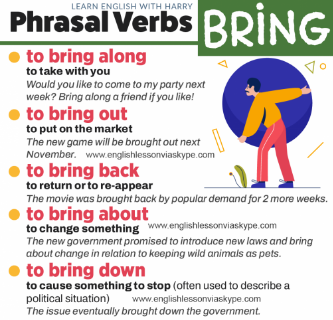 LEARN ENGLISH WITH HARRY
Phrasal Verbs BRING
to bring along
to take with you
Would you like to come to my party next
week? Bring along a friend if you like!
to bring out
to put on the market
The new game will be brought out next
November. www.englishlessonviaskype.com
to bring back
to return or to re-appear
The movie was brought back by popular demand for 2 more weeks.
to bring about
to change something www.englishlessonviaskype.com
The new government promised to introduce new laws and bring
about change in relation to keeping wild animals as pets.
to bring down
to cause something to stop (often used to describe a
political situation) www.englishlessonviaskype.com
The issue eventually brought down the government.